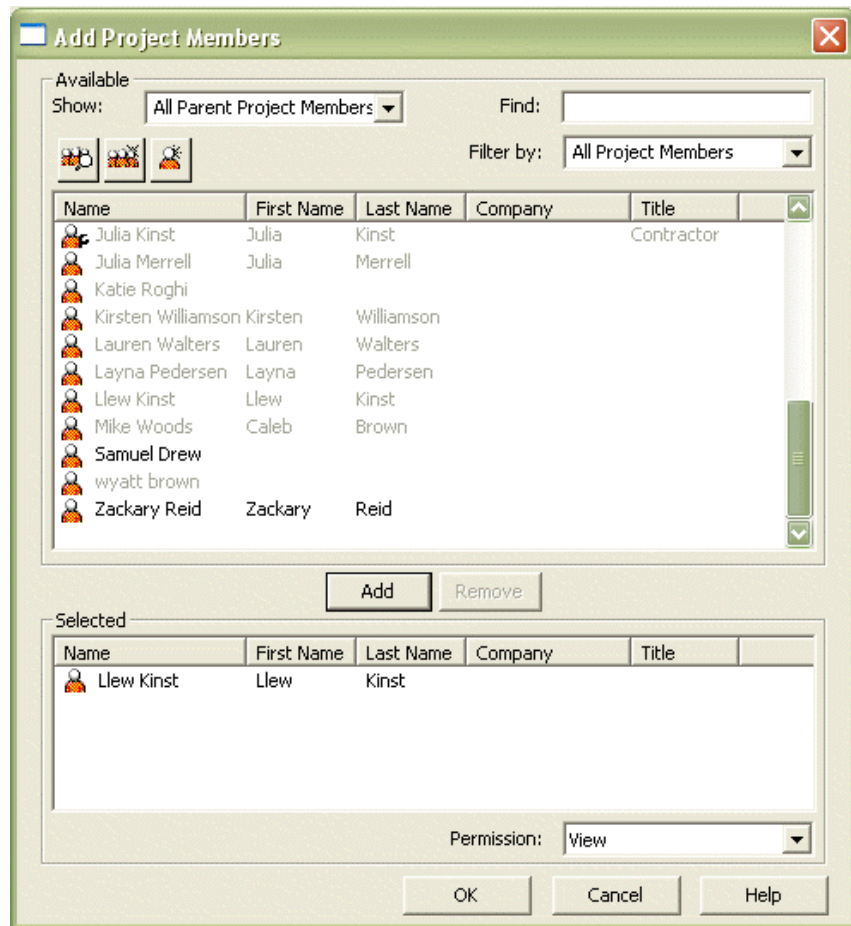 Add Project Members
Available
Show: All Parent Project Members Find:
Filter by: All Project Members
Name First Name Last Name Company Title
Julia Kinst Julia Kinst Contractor
Julia Merrell Julia Merrell
Katie Roghi
Kirsten Williamson Kirsten Williamson
Lauren Walters Lauren Walters
Layna Pedersen Layna Pedersen
Llew Kinst Llew Kinst
Mike Woods Caleb Brown
Samuel Drew
wyatt brown
Zackary Reid Zackary Reid
Add Remove
Selected
Name First Name Last Name Company Title
Llew Kinst Llew Kinst
Permission: View
OK Cancel Help